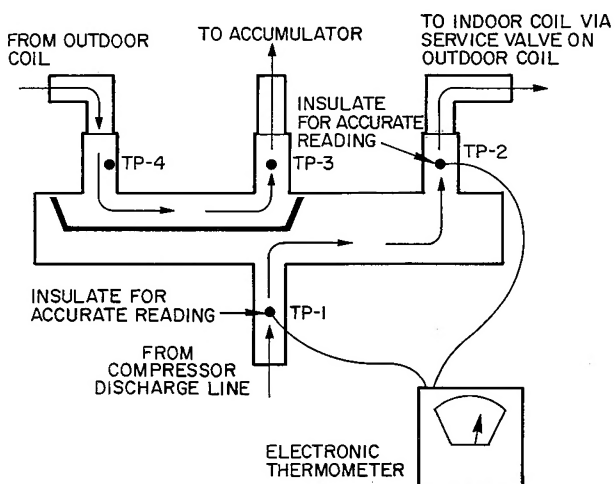 FROM OUTDOOR
COIL
TO ACCUMULATOR
TO INDOOR COIL VIA
SERVICE VALVE ON
OUTDOOR COIL
INSULATE
FOR ACCURATE
READING
TP-4
TP-3
TP-2
INSULATE FOR
ACCURATE READING
TP-1
FROM
COMPRESSOR
DISCHARGE LINE
ELECTRONIC
THERMOMETER